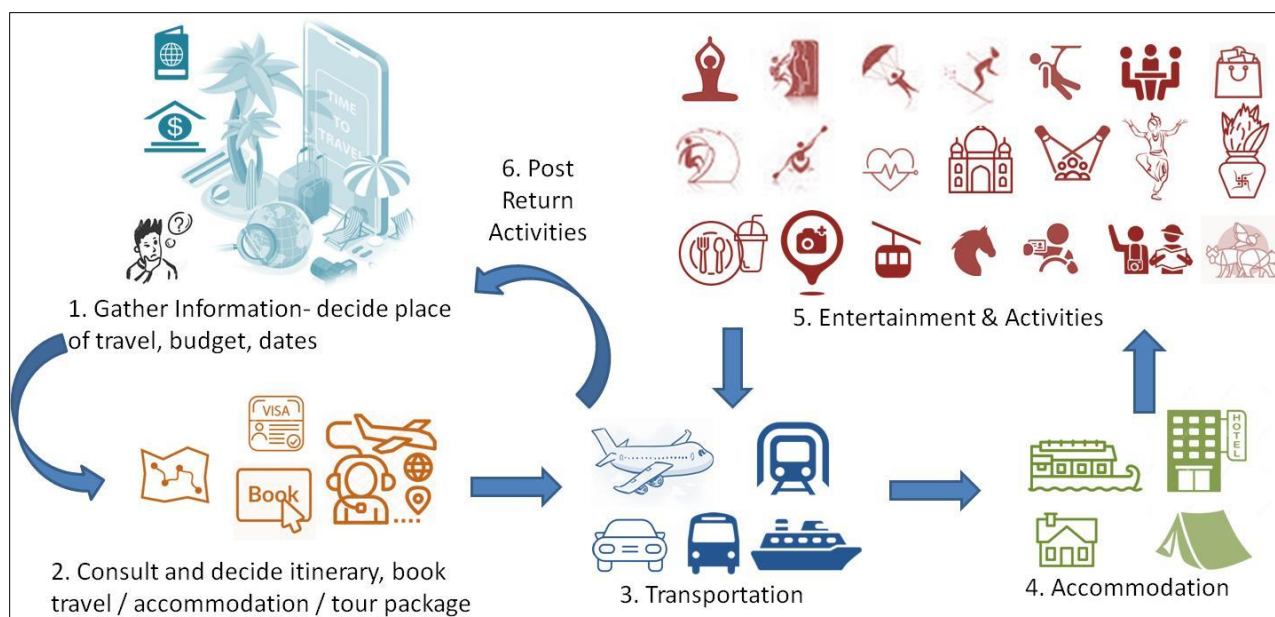 TIME
TO
TRAVEL
1. Gather Information- decide place
of travel, budget, dates
6. Post
Return
Activities
5. Entertainment & Activities
VISA
Book
2. Consult and decide itinerary, book
travel / accommodation / tour package
3. Transportation
HOTEL
4. Accommodation